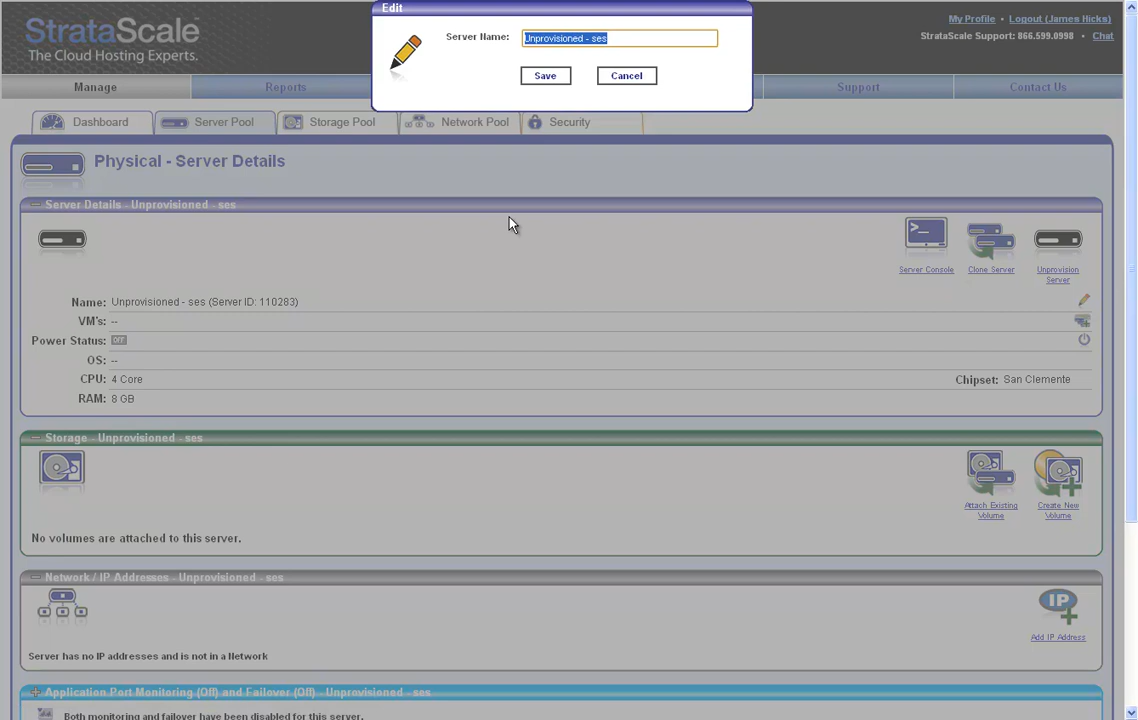 Edit
StrataScale
The Cloud Hosting Experts.
Server Name: Unprovisioned - ses
Save Cancel
My Profile • Logout (James Hicks)
StrataScale Support: 866.599.0998 • Chat
Manage Reports Support Contact Us
Dashboard Server Pool Storage Pool Network Pool Security
Physical - Server Details
Server Details - Unprovisioned - ses
Server Console Clone Server Unprovision Server
Name: Unprovisioned - ses (Server ID: 110283)
VM's: --
Power Status: Off
OS: --
CPU: 4 Core Chipset: San Clemente
RAM: 8 GB
Storage - Unprovisioned - ses
Attach Existing Volume Create New Volume
No volumes are attached to this server.
Network / IP Addresses - Unprovisioned - ses
IP
Add IP Address
Server has no IP addresses and is not in a Network
Application Port Monitoring (Off) and Failover (Off) - Unprovisioned - ses
Both monitoring and failover have been disabled for this server.